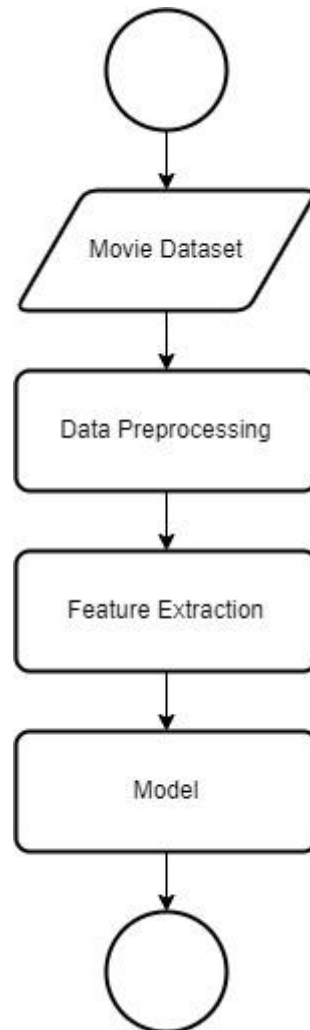 Movie Dataset
Data Preprocessing
Feature Extraction
Model